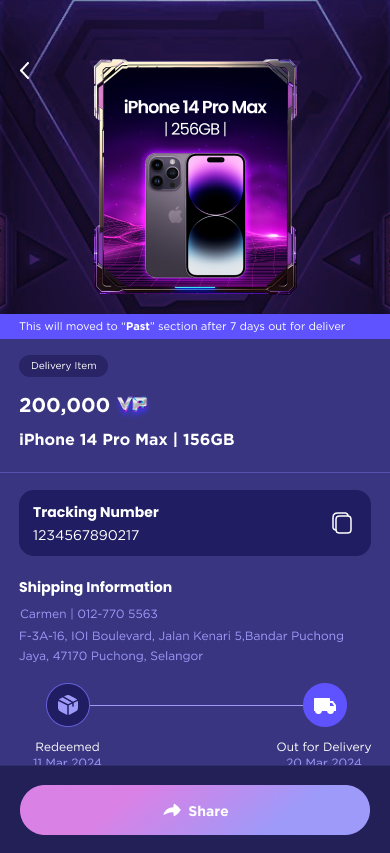 iPhone 14 Pro Max
| 256GB |
This will moved to “Past” section after 7 days out for deliver
Delivery Item
200,000 VP
iPhone 14 Pro Max | 156GB
Tracking Number
1234567890217
Shipping Information
Carmen | 012-770 5563
F-3A-16, IOI Boulevard, Jalan Kenari 5,Bandar Puchong
Jaya, 47170 Puchong, Selangor
Redeemed
Out for Delivery
11 Mar 2024
20 Mar 2024
Share